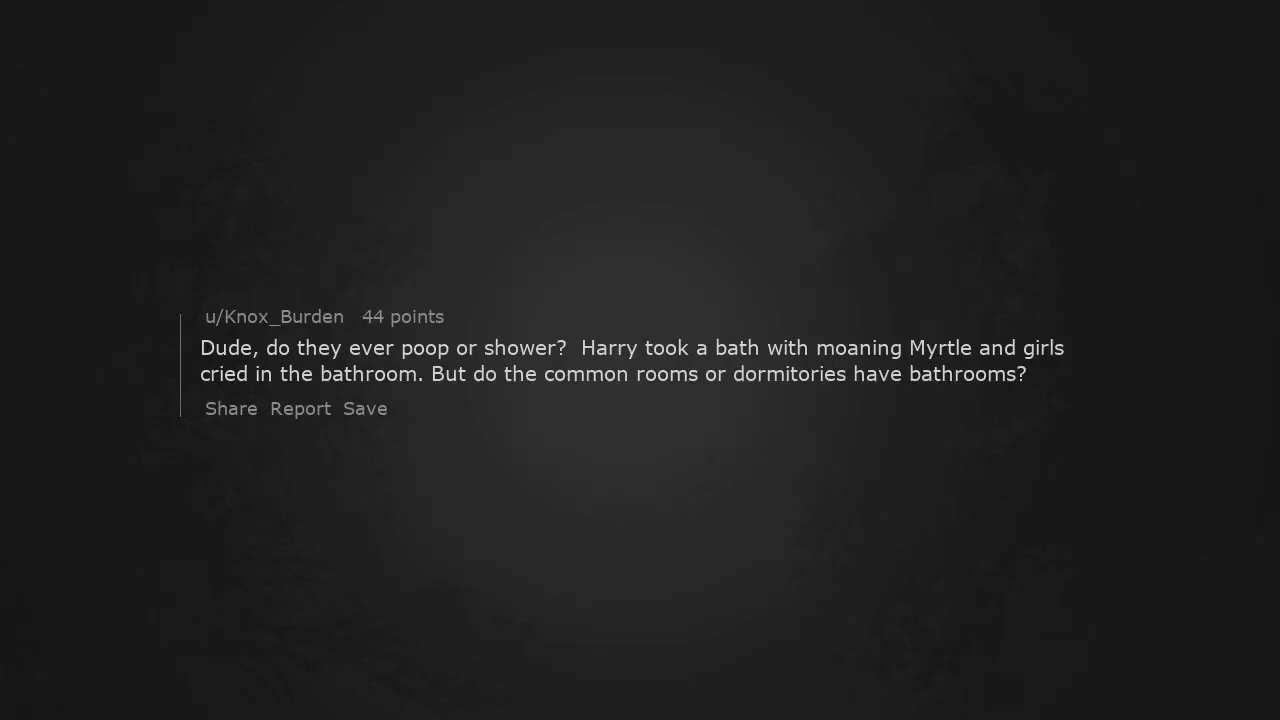 u/Knox_Burden 44 points
Dude, do they ever poop or shower?  Harry took a bath with moaning Myrtle and girls
cried in the bathroom. But do the common rooms or dormitories have bathrooms?
Share Report Save